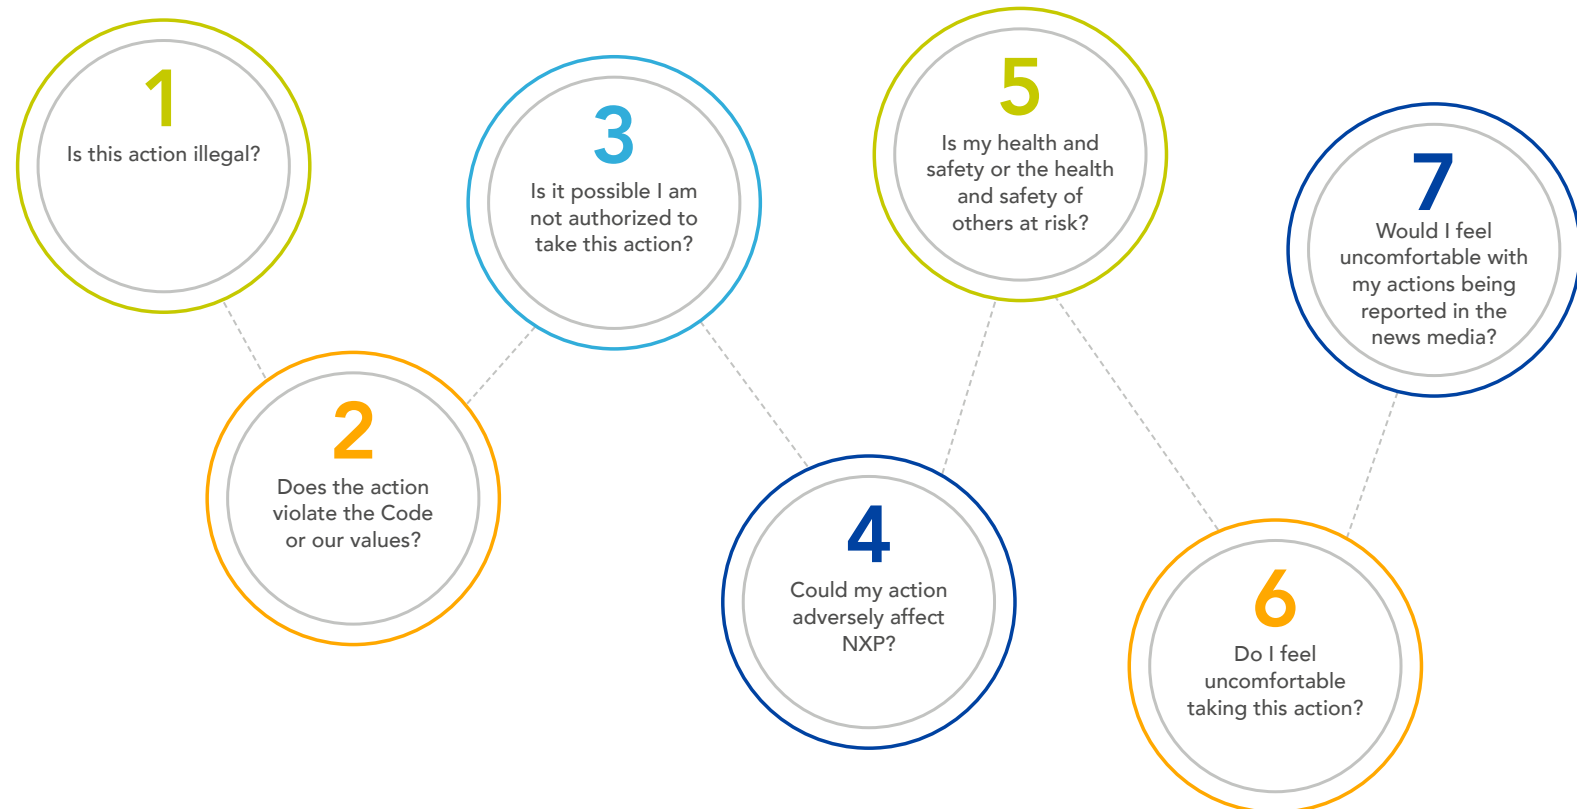 1
Is this action illegal?
2
Does the action
violate the Code
or our values?
3
Is it possible I am
not authorized to
take this action?
4
Could my action
adversely affect
NXP?
5
Is my health and
safety or the health
and safety of
others at risk?
6
Do I feel
uncomfortable
taking this action?
7
Would I feel
uncomfortable with
my actions being
reported in the
news media?